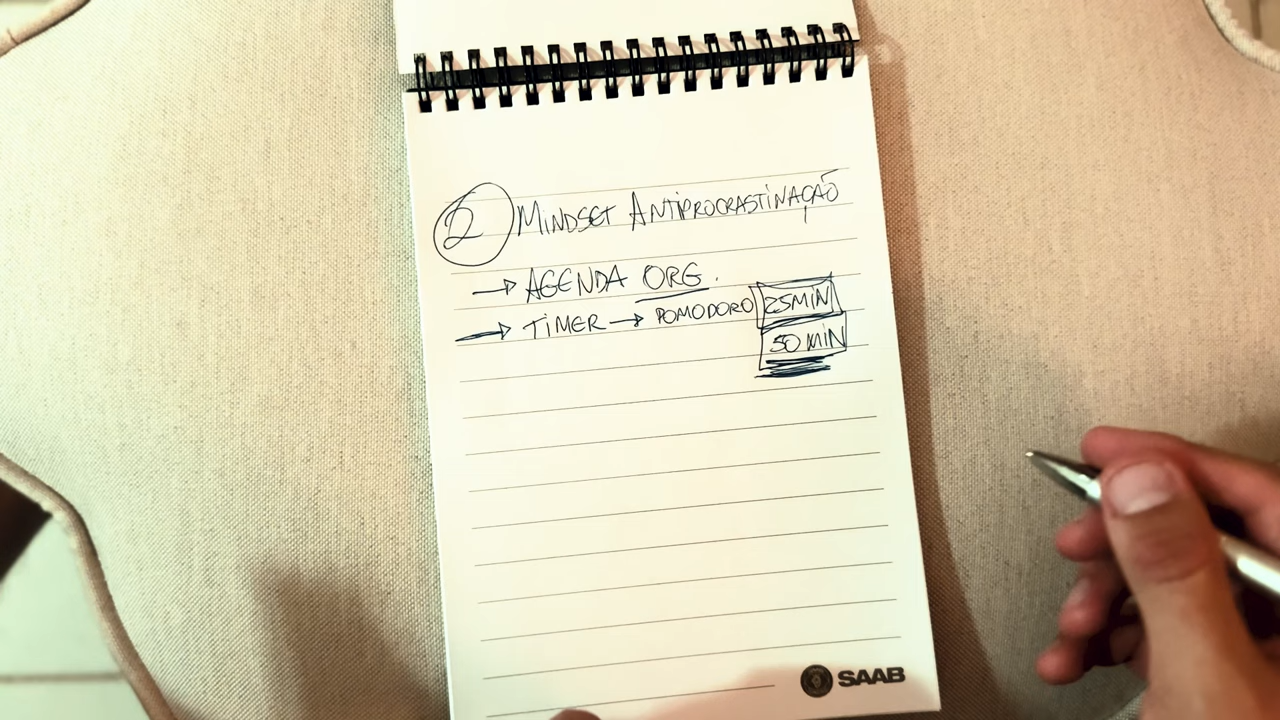 2 MINDSET ANTIPROCRASTINAÇÃO
→ AGENDA ORG.
→ TIMER → POMODORO 25MIN
50 MIN
SAAB